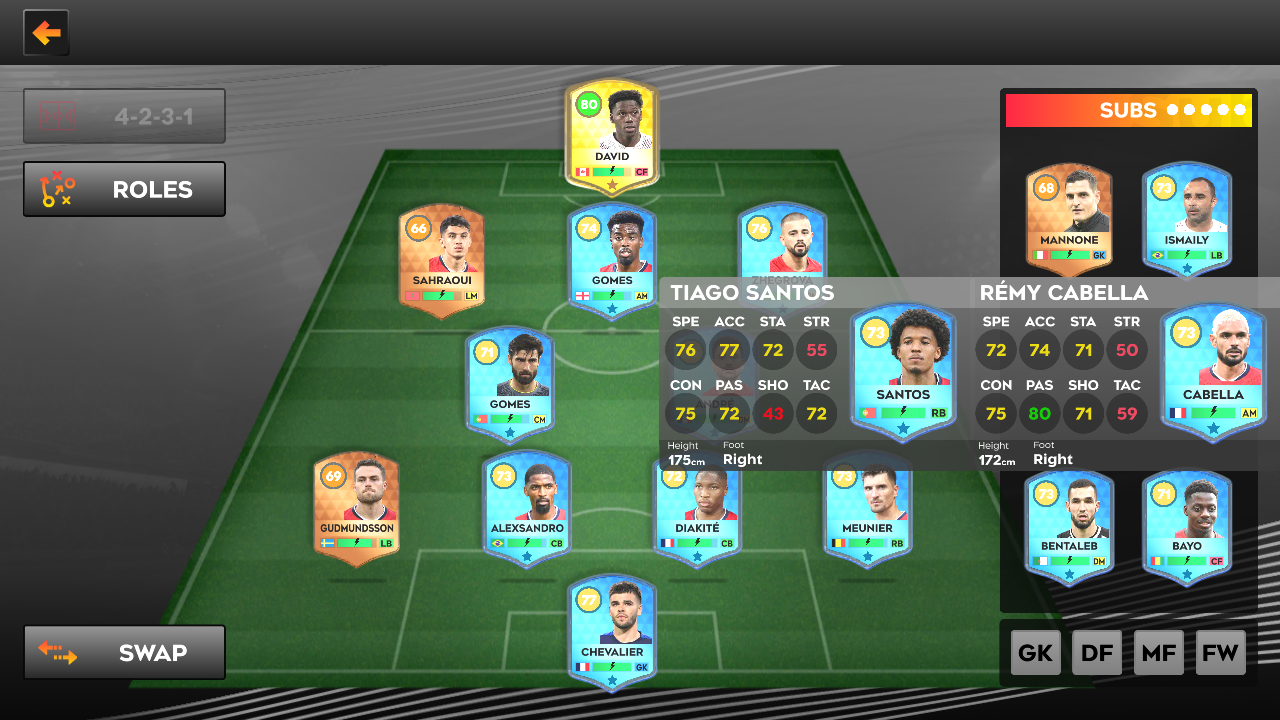 4-2-3-1
ROLES
SWAP
80
DAVID
CF
66
SAHRAOUI
LM
74
GOMES
AM
76
ZHEGROVA
71
GOMES
CM
ANDRÉ
69
GUDMUNDSSON
LB
73
ALEXSANDRO
CB
72
DIAKITÉ
CB
73
MEUNIER
RB
77
CHEVALIER
GK
SUBS
68
MANNONE
GK
73
ISMAILY
LB
TIAGO SANTOS
SPE ACC STA STR
76 77 72 55
CON PAS SHO TAC
75 72 43 72
Height Foot
175cm Right
73
SANTOS
RB
RÉMY CABELLA
SPE ACC STA STR
72 74 71 50
CON PAS SHO TAC
75 80 71 59
Height Foot
172cm Right
73
CABELLA
AM
73
BENTALEB
DM
71
BAYO
CF
GK DF MF FW